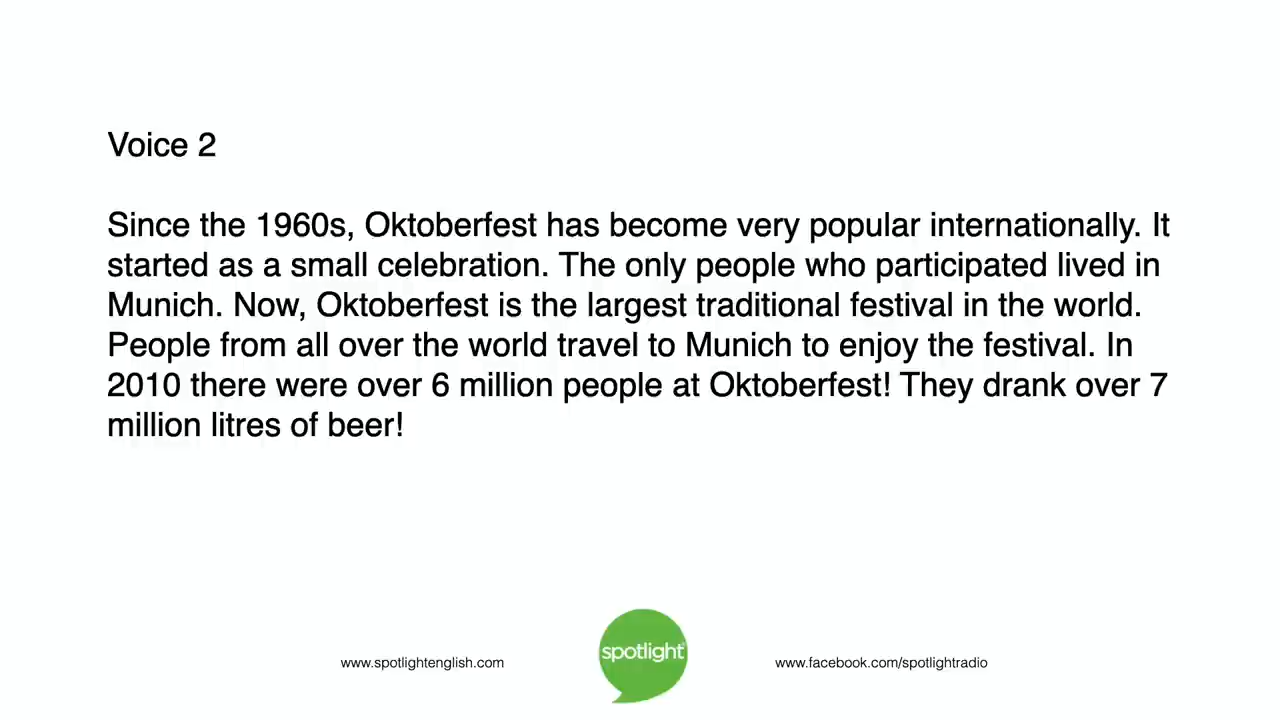 Voice 2
Since the 1960s, Oktoberfest has become very popular internationally. It
started as a small celebration. The only people who participated lived in
Munich. Now, Oktoberfest is the largest traditional festival in the world.
People from all over the world travel to Munich to enjoy the festival. In
2010 there were over 6 million people at Oktoberfest! They drank over 7
million litres of beer!
www.spotlightenglish.com
spotlight
www.facebook.com/spotlightradio